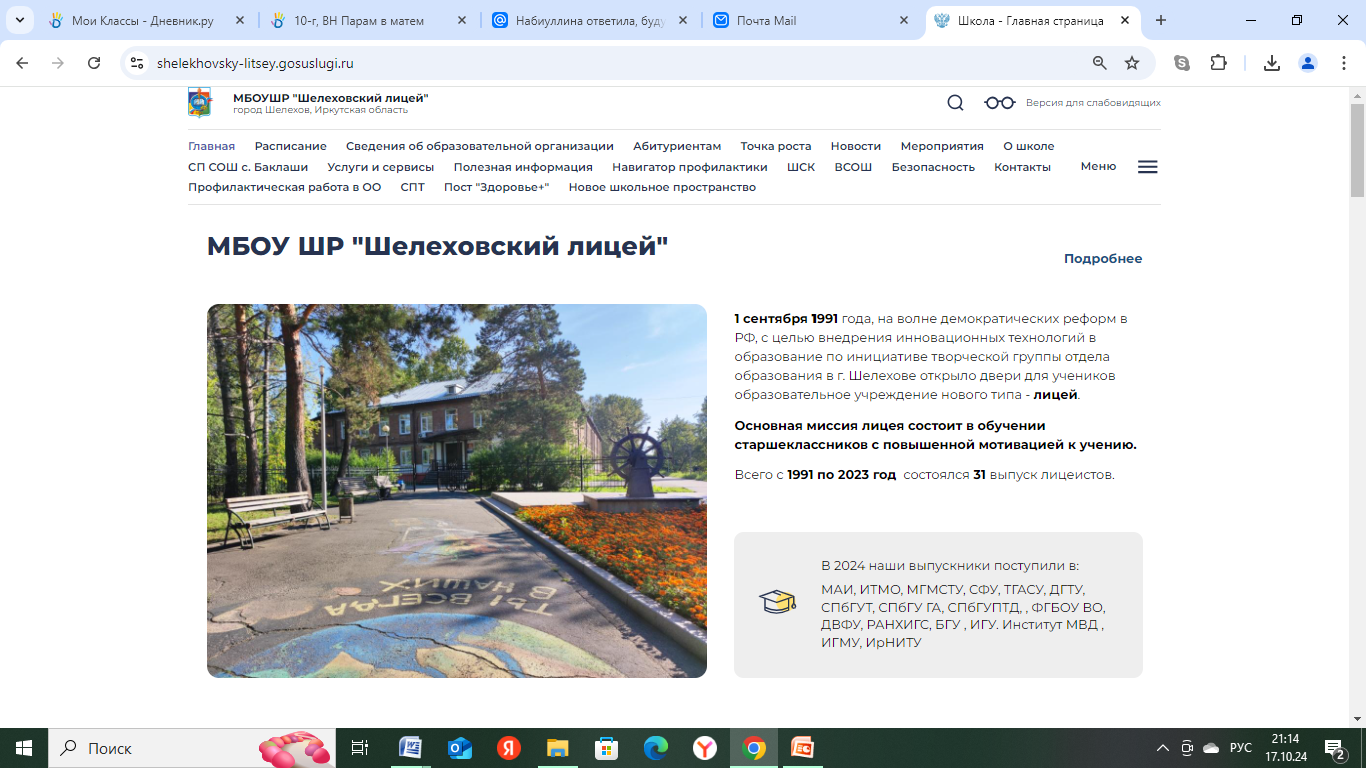 Мои Классы - Дневник.ру
10-г, ВН Парам в матем
Набиуллина ответила, буду
Почта Mail
Школа - Главная страница
shelekhovsky-litsey.gosuslugi.ru
МБОУШР "Шелеховский лицей"
город Шелехов, Иркутская область
Версия для слабовидящих
Главная Расписание Сведения об образовательной организации Абитуриентам Точка роста Новости Мероприятия О школе
СП СОШ с. Баклаши Услуги и сервисы Полезная информация Навигатор профилактики ШСК ВСОШ Безопасность Контакты
Меню
Профилактическая работа в ОО СПТ Пост "Здоровье+" Новое школьное пространство
МБОУ ШР "Шелеховский лицей"
Подробнее
1 сентября 1991 года, на волне демократических реформ в
РФ, с целью внедрения инновационных технологий в
образование по инициативе творческой группы отдела
образования в г. Шелехове открыло двери для учеников
образовательное учреждение нового типа - лицей.
Основная миссия лицея состоит в обучении
старшеклассников с повышенной мотивацией к учению.
Всего с 1991 по 2023 год состоялся 31 выпуск лицеистов.
В 2024 наши выпускники поступили в:
МАИ, ИТМО, МГМСТУ, СФУ, ТГАСУ, ДГТУ,
СПбГУТ, СПбГУ ГА, СПбГУПТД, , ФГБОУ ВО,
ДВФУ, РАНХИГС, БГУ , ИГУ. Институт МВД ,
ИГМУ, ИрНИТУ
ТЫ ВСЕГДА
В НАШИХ
Поиск
РУС
21:14
17.10.24
2